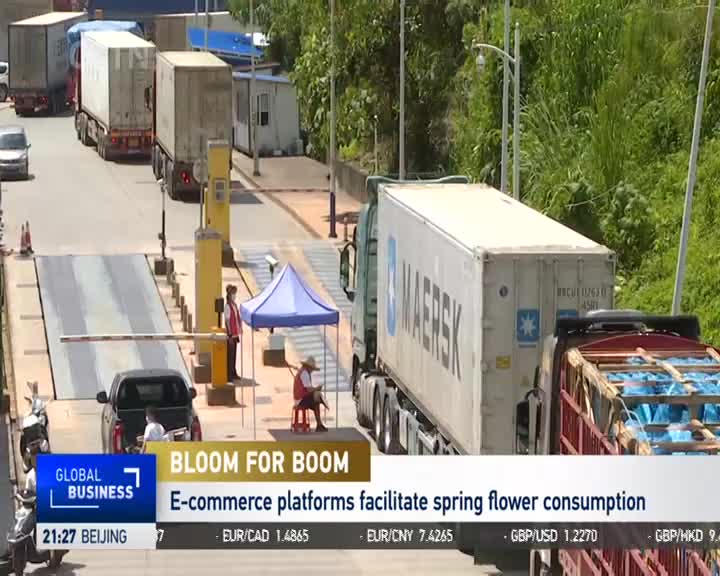 MAERSK
BLOOM FOR BOOM
GLOBAL
BUSINESS
E-commerce platforms facilitate spring flower consumption
21:27 BEIJING
EUR/CAD 1.4865 - EUR/CNY 7.4265 - GBP/USD 1.2270 - GBP/HKD 9.